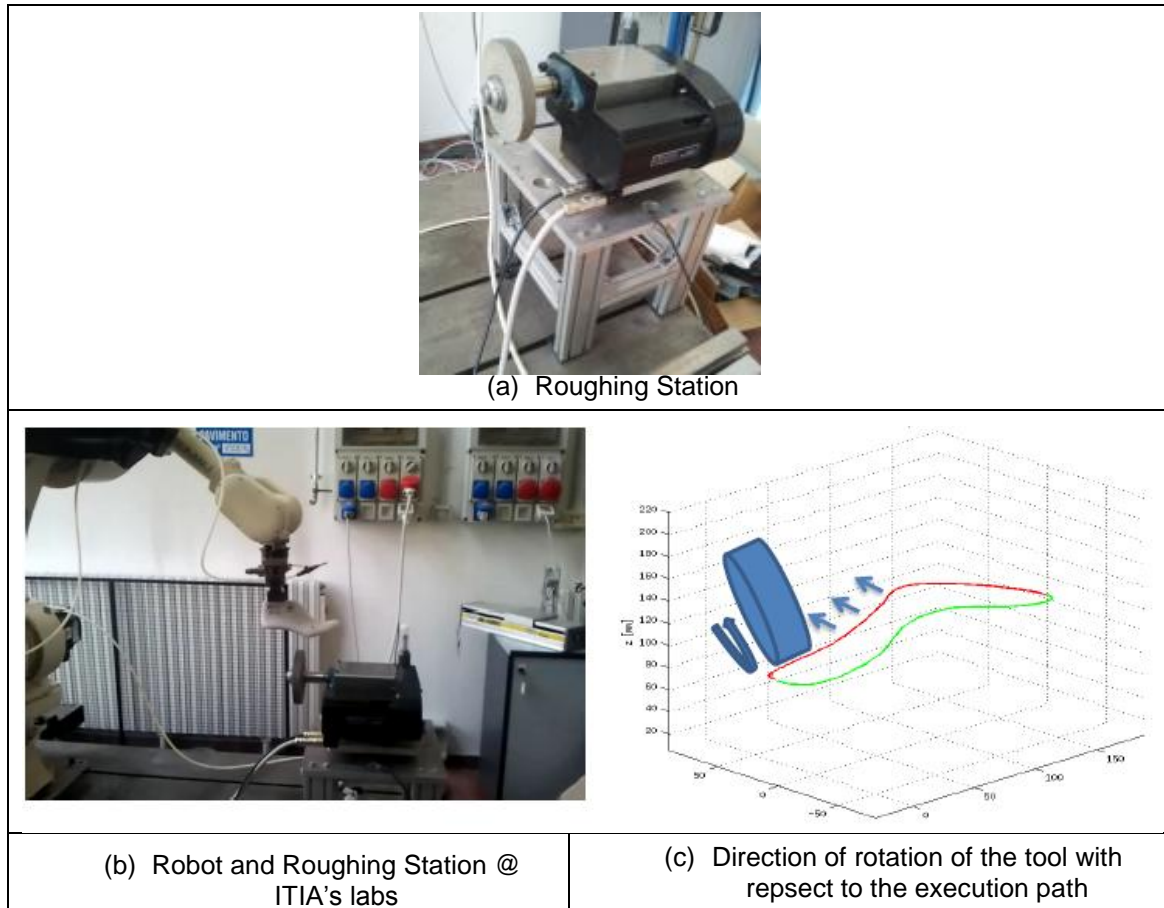 (a) Roughing Station
PAVIMENTO
220
200
180
160
140
120
100
80
60
40
20
z [mm]
50
0
-50
0
50
100
150
(b) Robot and Roughing Station @
ITIA's labs
(c) Direction of rotation of the tool with
repsect to the execution path